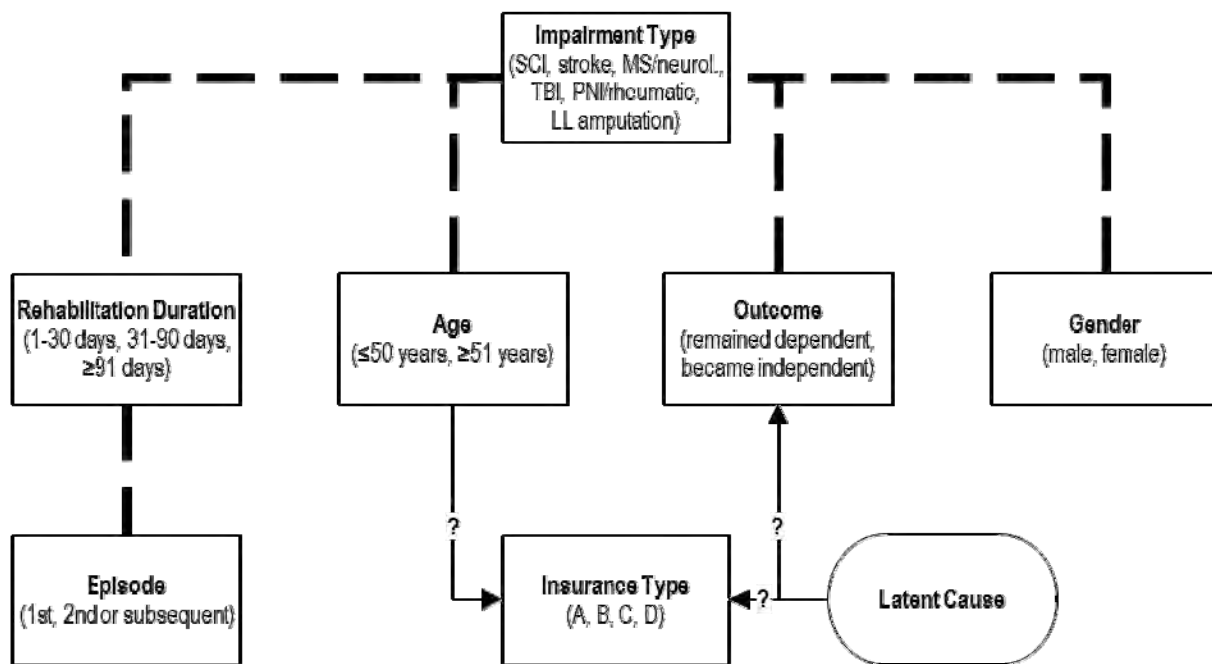 Impairment Type
(SCI, stroke, MS/neurol.,
TBI, PNI/rheumatic,
LL amputation)
Rehabilitation Duration
(1-30 days, 31-90 days,
≥91 days)
Age
(≤50 years, ≥51 years)
Outcome
(remained dependent,
became independent)
Gender
(male, female)
?
?
Episode
(1st, 2nd or subsequent)
Insurance Type
(A, B, C, D)
?
Latent Cause